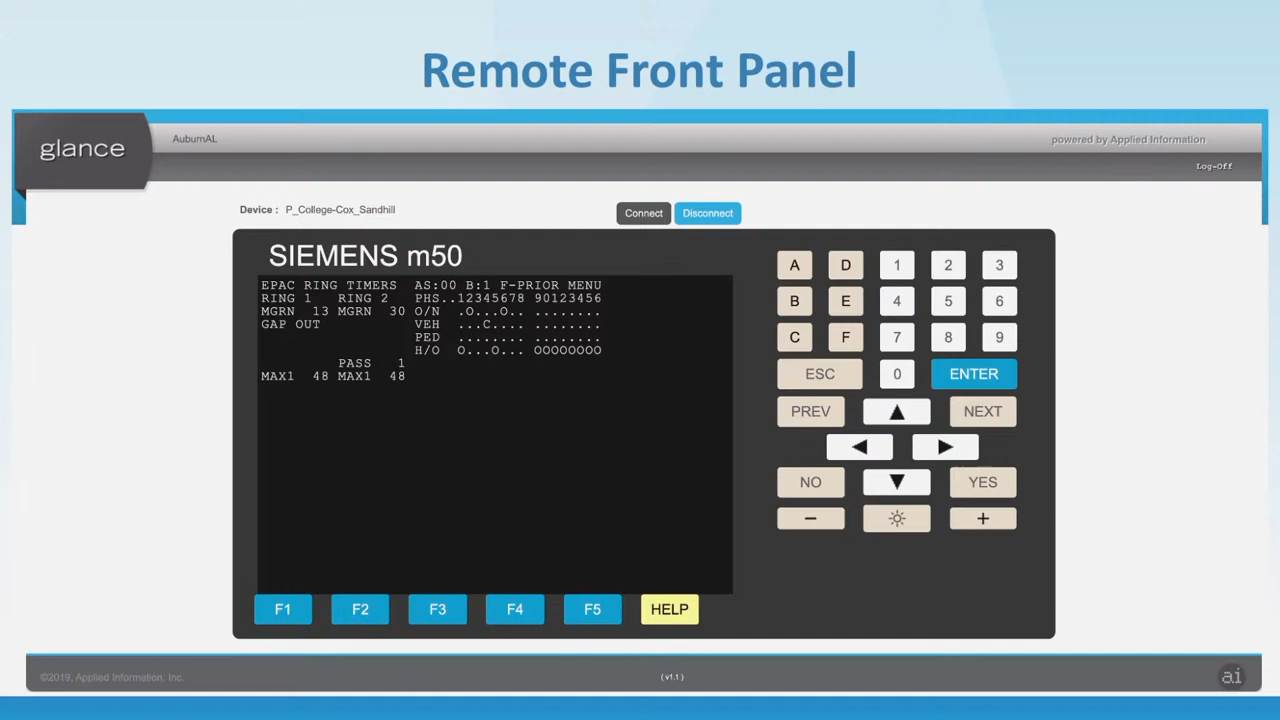 Remote Front Panel
glance
AuburnAL
powered by Applied Information
Log-Off
Device : P_College-Cox_Sandhill
Connect Disconnect
SIEMENS m50
EPAC RING TIMERS AS:00 B:1 F-PRIOR MENU
RING 1 RING 2 PHS..12345678 90123456
MGRN 13 MGRN 30 O/N .O...O.. ........
GAP OUT VEH ...C.... ........
PED ........ ........
H/O O...O... OOOOOOOO
PASS 1
MAX1 48 MAX1 48
A D 1 2 3
B E 4 5 6
C F 7 8 9
ESC 0 ENTER
PREV ▲ NEXT
◀ ▶
NO ▼ YES
− +
F1 F2 F3 F4 F5 HELP
©2019, Applied Information, Inc.
( v1.1 )
ai